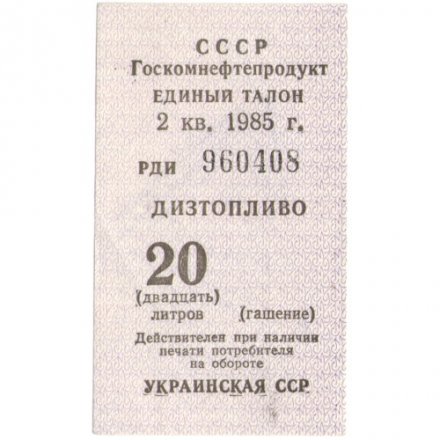 СССР
Госкомнефтепродукт
ЕДИНЫЙ ТАЛОН
2 кв. 1985 г.
РДИ 960408
ДИЗТОПЛИВО
20
(двадцать)
литров (гашение)
Действителен при наличии
печати потребителя
на обороте
УКРАИНСКАЯ ССР